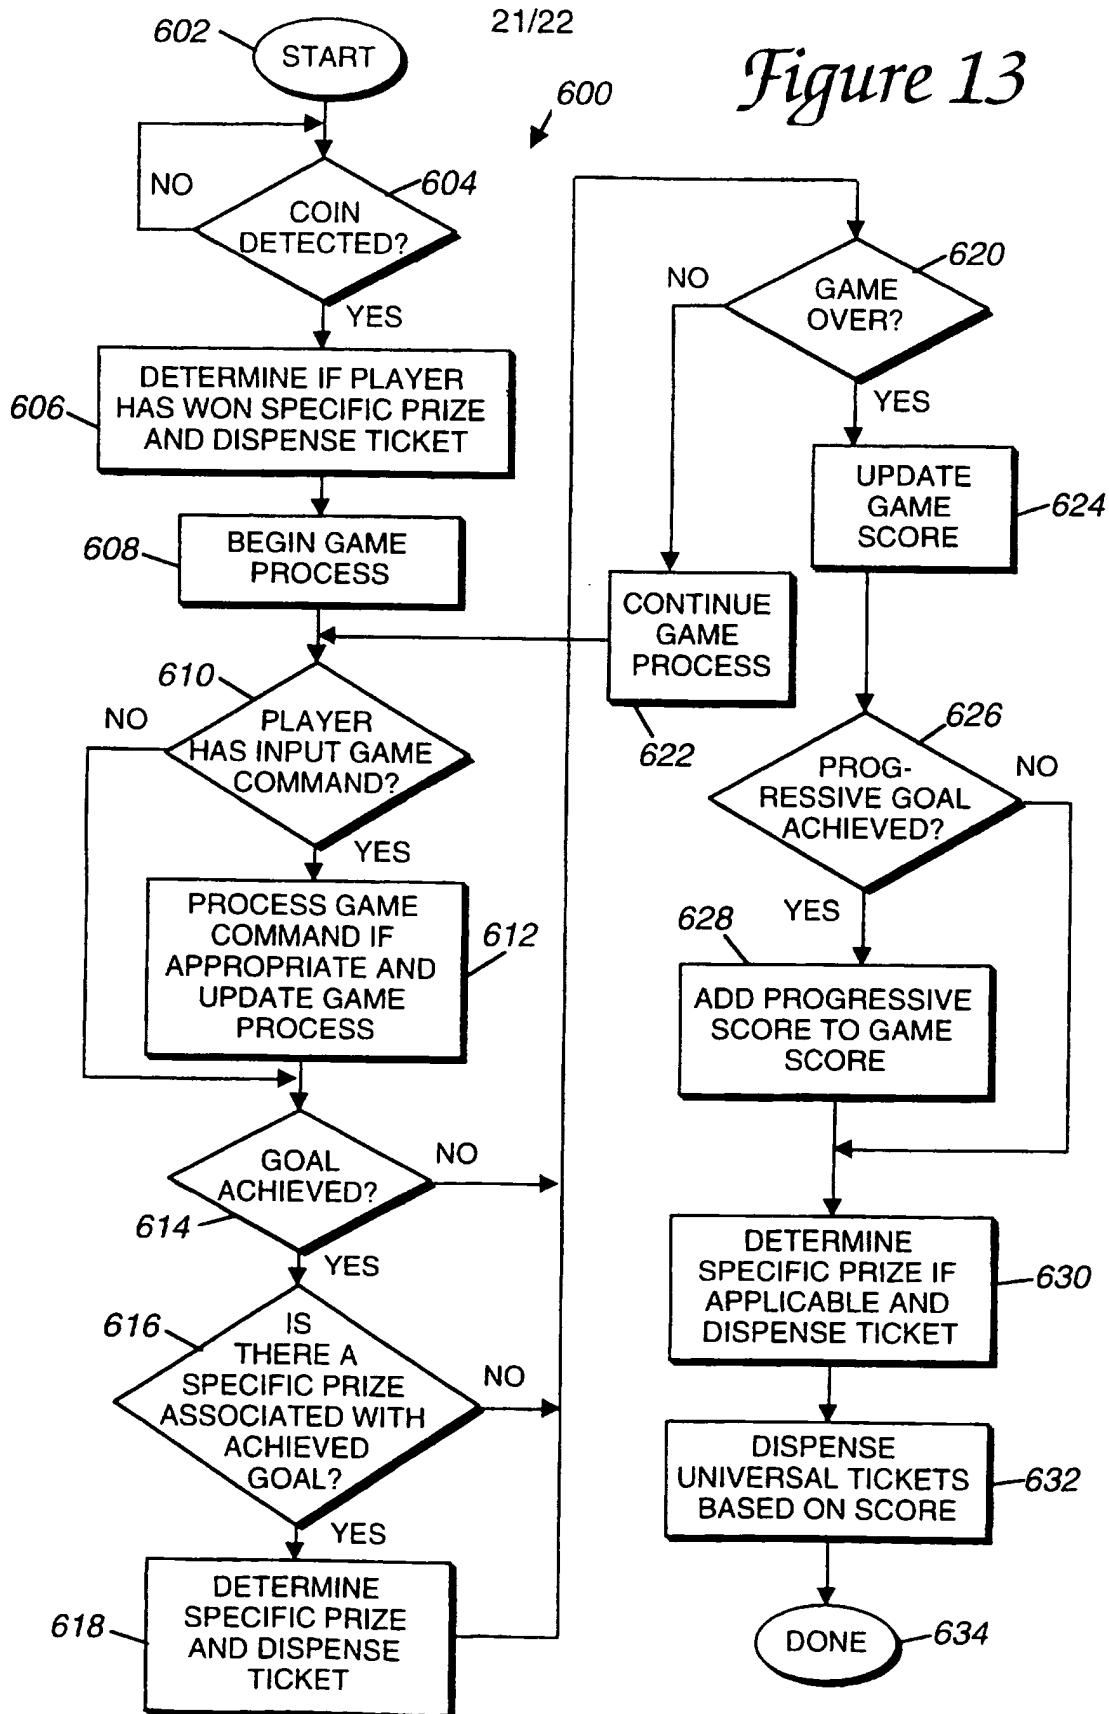 21/22
Figure 13
600
602
START
NO
604
COIN
DETECTED?
YES
606
DETERMINE IF PLAYER
HAS WON SPECIFIC PRIZE
AND DISPENSE TICKET
608
BEGIN GAME
PROCESS
610
NO
PLAYER
HAS INPUT GAME
COMMAND?
YES
PROCESS GAME
COMMAND IF
APPROPRIATE AND
UPDATE GAME
PROCESS
612
GOAL
ACHIEVED?
NO
614
YES
616
IS
THERE A
SPECIFIC PRIZE
ASSOCIATED WITH
ACHIEVED
GOAL?
NO
YES
618
DETERMINE
SPECIFIC PRIZE
AND DISPENSE
TICKET
620
NO
GAME
OVER?
YES
CONTINUE
GAME
PROCESS
622
UPDATE
GAME
SCORE
624
626
PROG-
RESSIVE GOAL
ACHIEVED?
NO
YES
628
ADD PROGRESSIVE
SCORE TO GAME
SCORE
DETERMINE
SPECIFIC PRIZE IF
APPLICABLE AND
DISPENSE TICKET
630
DISPENSE
UNIVERSAL TICKETS
BASED ON SCORE
632
DONE
634